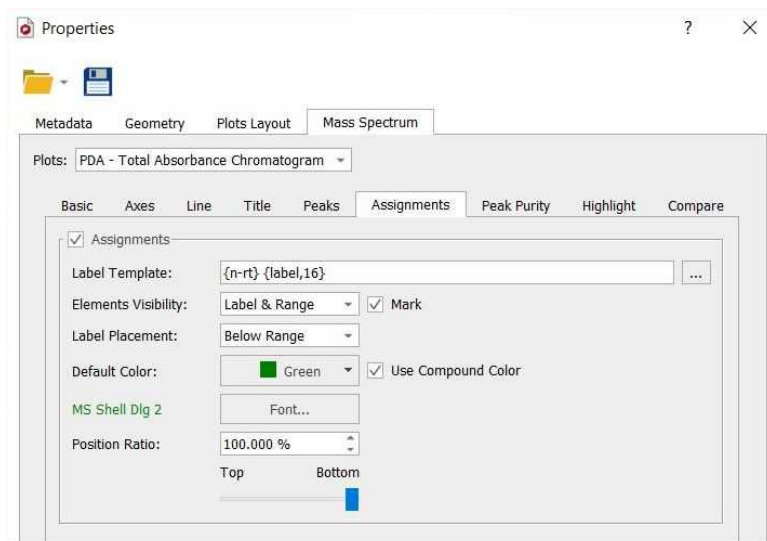 Properties ?
Metadata Geometry Plots Layout Mass Spectrum
Plots: PDA - Total Absorbance Chromatogram
Basic Axes Line Title Peaks Assignments Peak Purity Highlight Compare
Assignments
Label Template: {n-rt} {label,16} ...
Elements Visibility: Label & Range Mark
Label Placement: Below Range
Default Color: Green Use Compound Color
MS Shell Dlg 2 Font...
Position Ratio: 100.000 %
Top Bottom